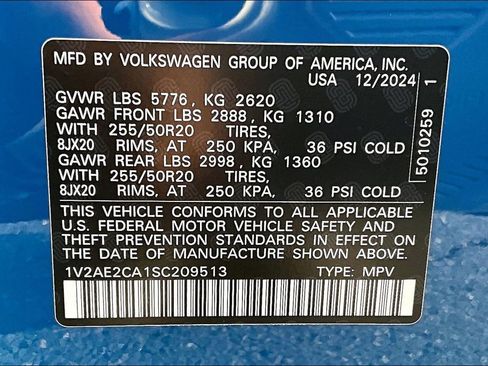 MFD BY VOLKSWAGEN GROUP OF AMERICA, INC.
USA 12/2024
GVWR LBS 5776, KG 2620
GAWR FRONT LBS 2888, KG 1310
WITH 255/50R20 TIRES,
8JX20 RIMS, AT 250 KPA, 36 PSI COLD
GAWR REAR LBS 2998, KG 1360
WITH 255/50R20 TIRES,
8JX20 RIMS, AT 250 KPA, 36 PSI COLD
THIS VEHICLE CONFORMS TO ALL APPLICABLE
U.S. FEDERAL MOTOR VEHICLE SAFETY AND
THEFT PREVENTION STANDARDS IN EFFECT ON
THE DATE OF MANUFACTURE SHOWN ABOVE.
1V2AE2CA1SC209513 TYPE: MPV
5010259 1